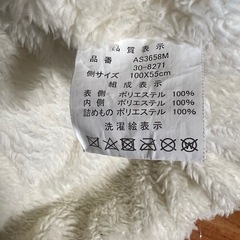 品質表示
品番 AS3658M
30-8271
側サイズ 100X55cm
組成表示
表側 ポリエステル 100%
内側 ポリエステル 100%
詰めもの ポリエステル 100%
洗濯絵表示